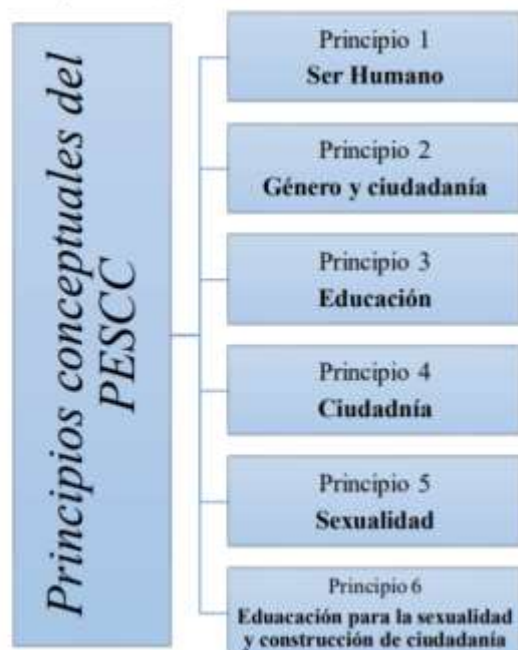 Principios conceptuales del
PESCC
Principio 1
Ser Humano
Principio 2
Género y ciudadanía
Principio 3
Educación
Principio 4
Ciudadnía
Principio 5
Sexualidad
Principio 6
Eduacación para la sexualidad
y construcción de ciudadanía